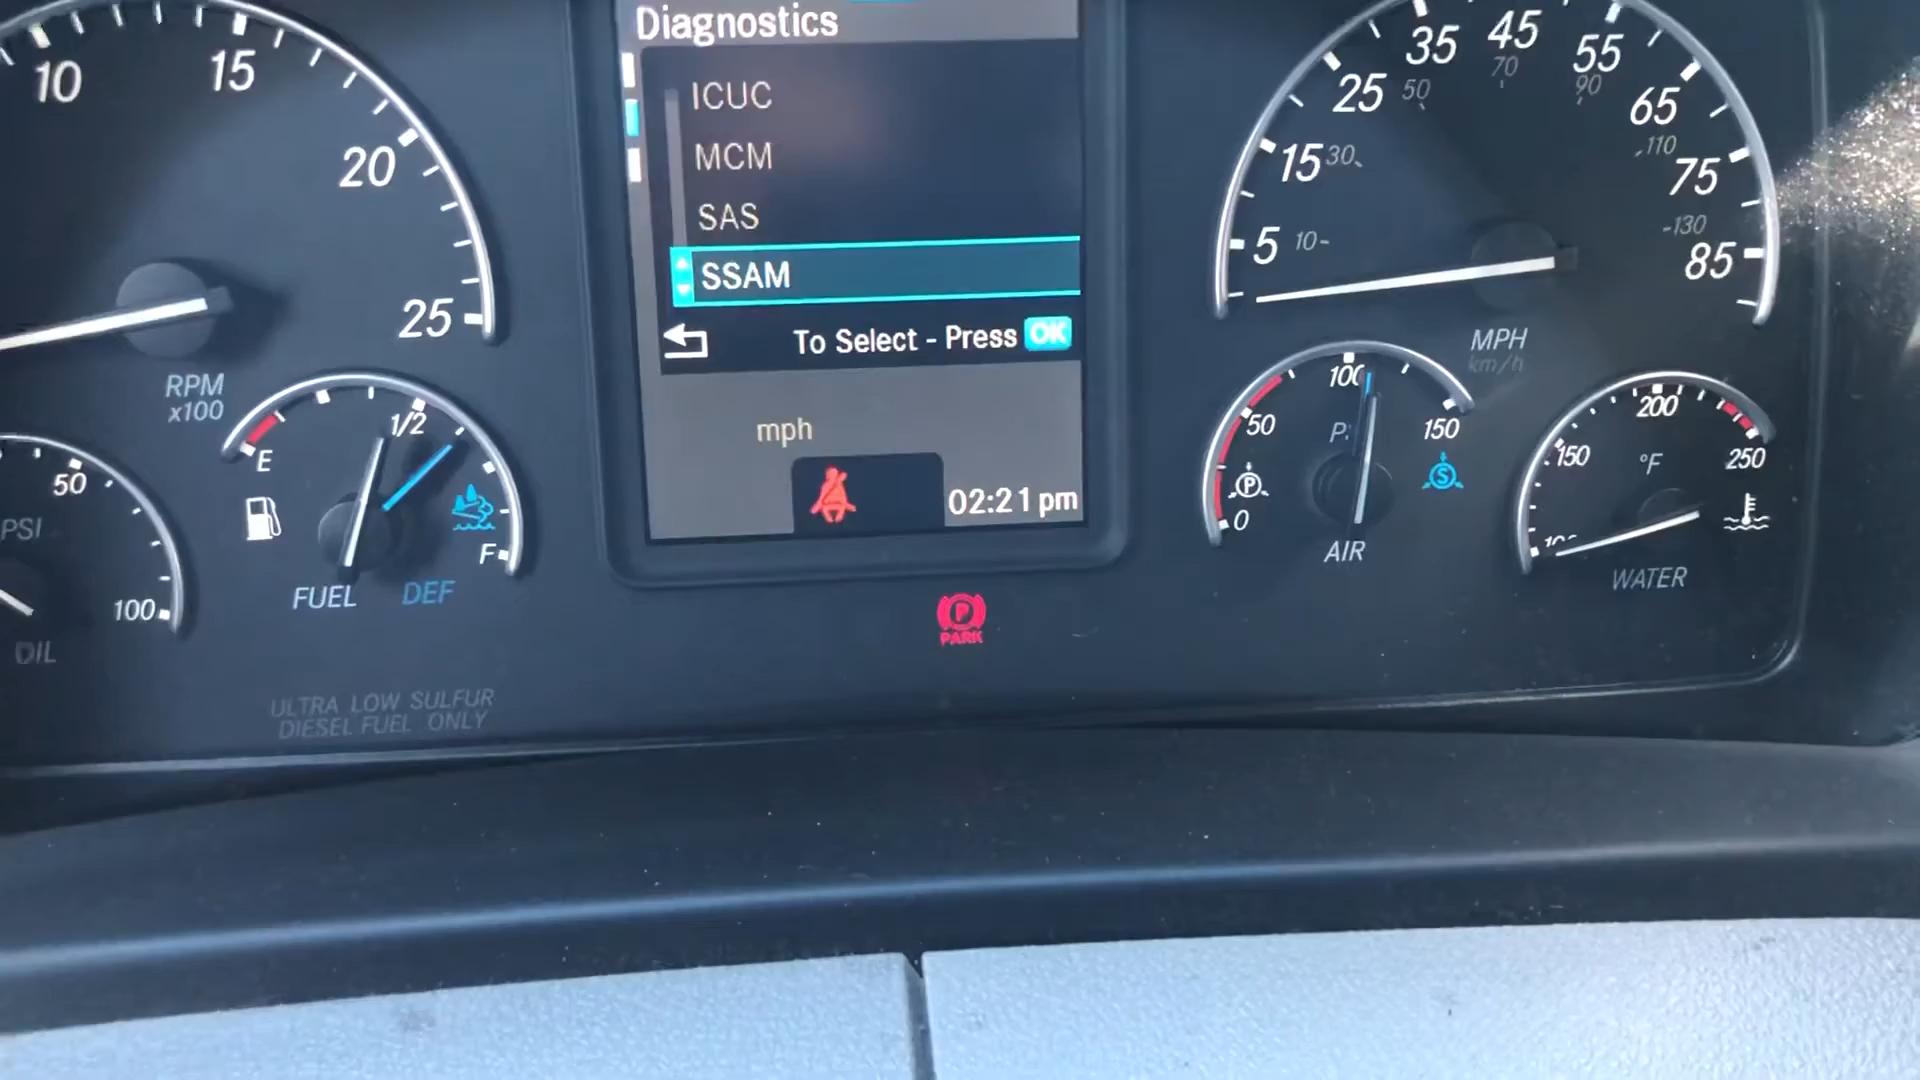 Diagnostics
ICUC
MCM
SAS
SSAM
To Select - Press OK
mph
02:21 pm
10
15
20
25
RPM
x100
E
1/2
F
FUEL
DEF
50
PSI
100
OIL
ULTRA LOW SULFUR
DIESEL FUEL ONLY
P
PARK
5
15
25
35
45
55
65
75
85
10
30
50
70
90
110
130
MPH
km/h
0
50
100
150
P
S
AIR
150
200
250
°F
WATER